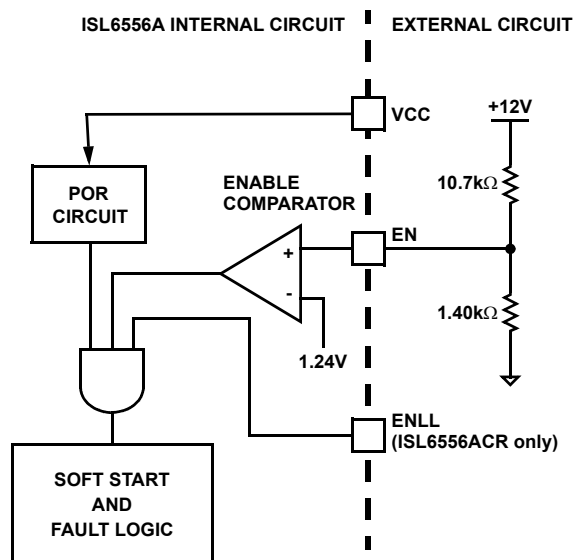 ISL6556A INTERNAL CIRCUIT
EXTERNAL CIRCUIT
VCC
+12V
POR
CIRCUIT
ENABLE
COMPARATOR
10.7kΩ
+
EN
-
1.24V
1.40kΩ
ENLL
(ISL6556ACR only)
SOFT START
AND
FAULT LOGIC